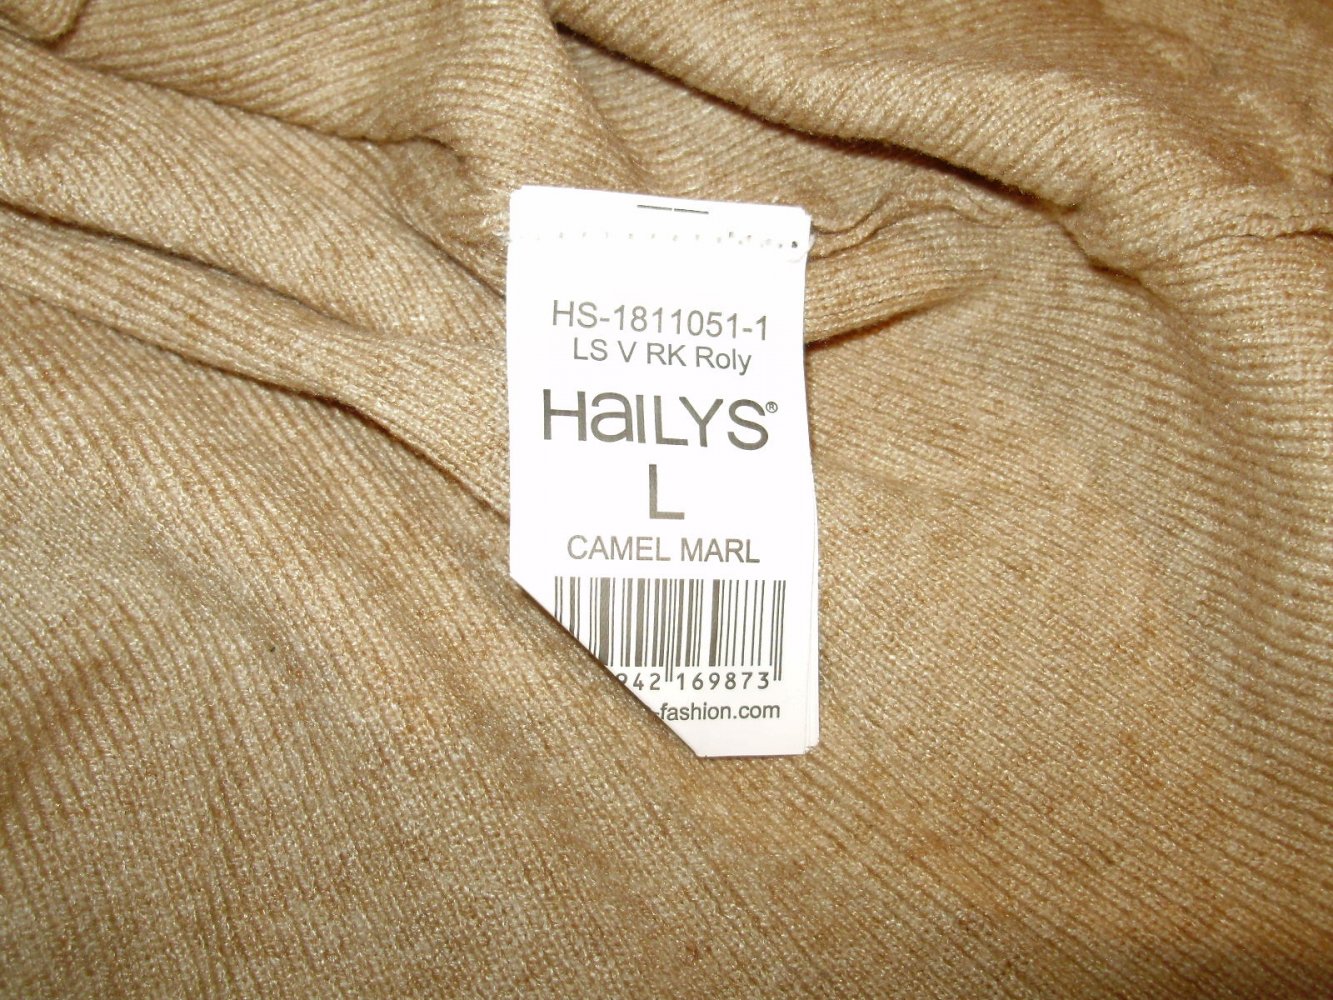 HS-1811051-1
LS V RK Roly
HaiLYS®
L
CAMEL MARL
942 169873
-fashion.com